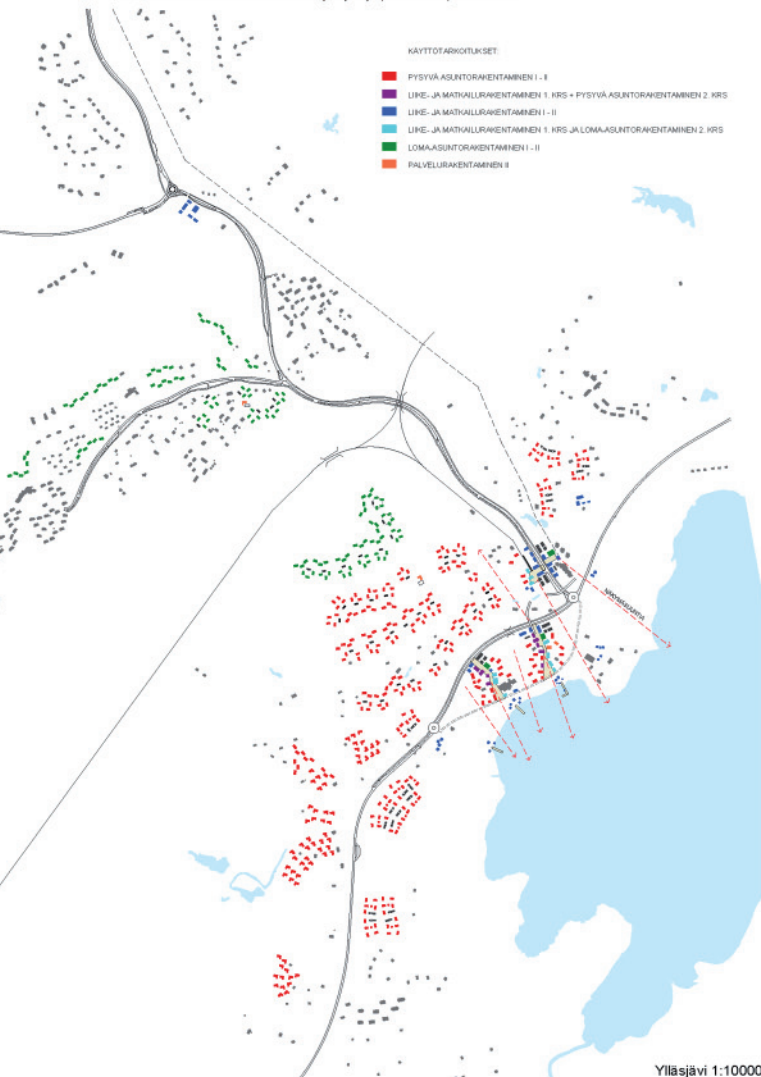 KÄYTTÖTARKOITUKSET:
PYSYVÄ ASUNTORAKENTAMINEN I - II
LIIKE- JA MATKAILURAKENTAMINEN 1. KRS + PYSYVÄ ASUNTORAKENTAMINEN 2. KRS
LIIKE- JA MATKAILURAKENTAMINEN I - II
LIIKE- JA MATKAILURAKENTAMINEN 1. KRS JA LOMA-ASUNTORAKENTAMINEN 2. KRS
LOMA-ASUNTORAKENTAMINEN I - II
PALVELURAKENTAMINEN II
Ylläsjävi 1:10000